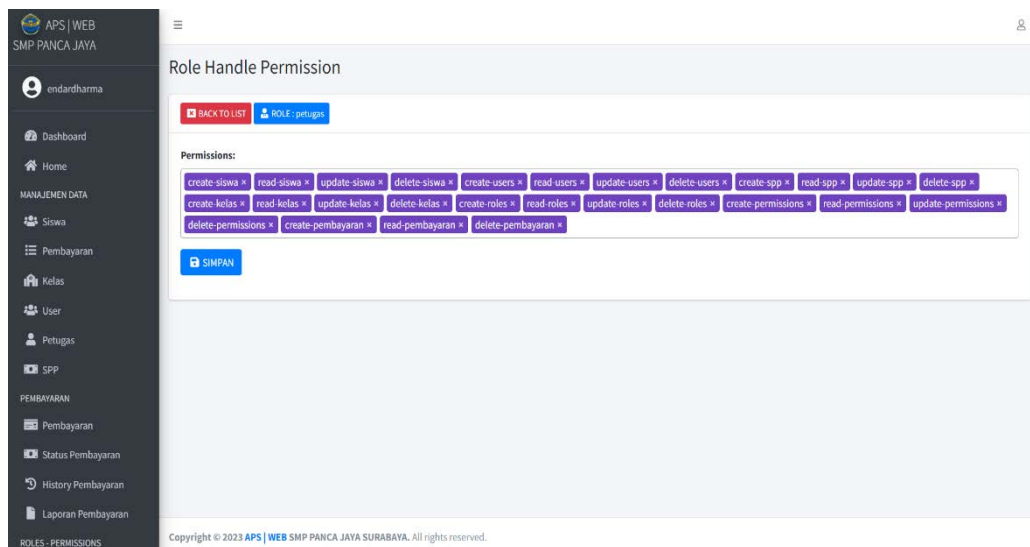 APS | WEB
SMP PANCA JAYA
endardharma
Dashboard
Home
MANAJEMEN DATA
Siswa
Pembayaran
Kelas
User
Petugas
SPP
PEMBAYARAN
Pembayaran
Status Pembayaran
History Pembayaran
Laporan Pembayaran
ROLES - PERMISSIONS
Role Handle Permission
BACK TO LIST ROLE : petugas
Permissions:
create-siswa × read-siswa × update-siswa × delete-siswa × create-users × read-users × update-users × delete-users × create-spp × read-spp × update-spp × delete-spp ×
create-kelas × read-kelas × update-kelas × delete-kelas × create-roles × read-roles × update-roles × delete-roles × create-permissions × read-permissions × update-permissions ×
delete-permissions × create-pembayaran × read-pembayaran × delete-pembayaran ×
SIMPAN
Copyright © 2023 APS | WEB SMP PANCA JAYA SURABAYA. All rights reserved.